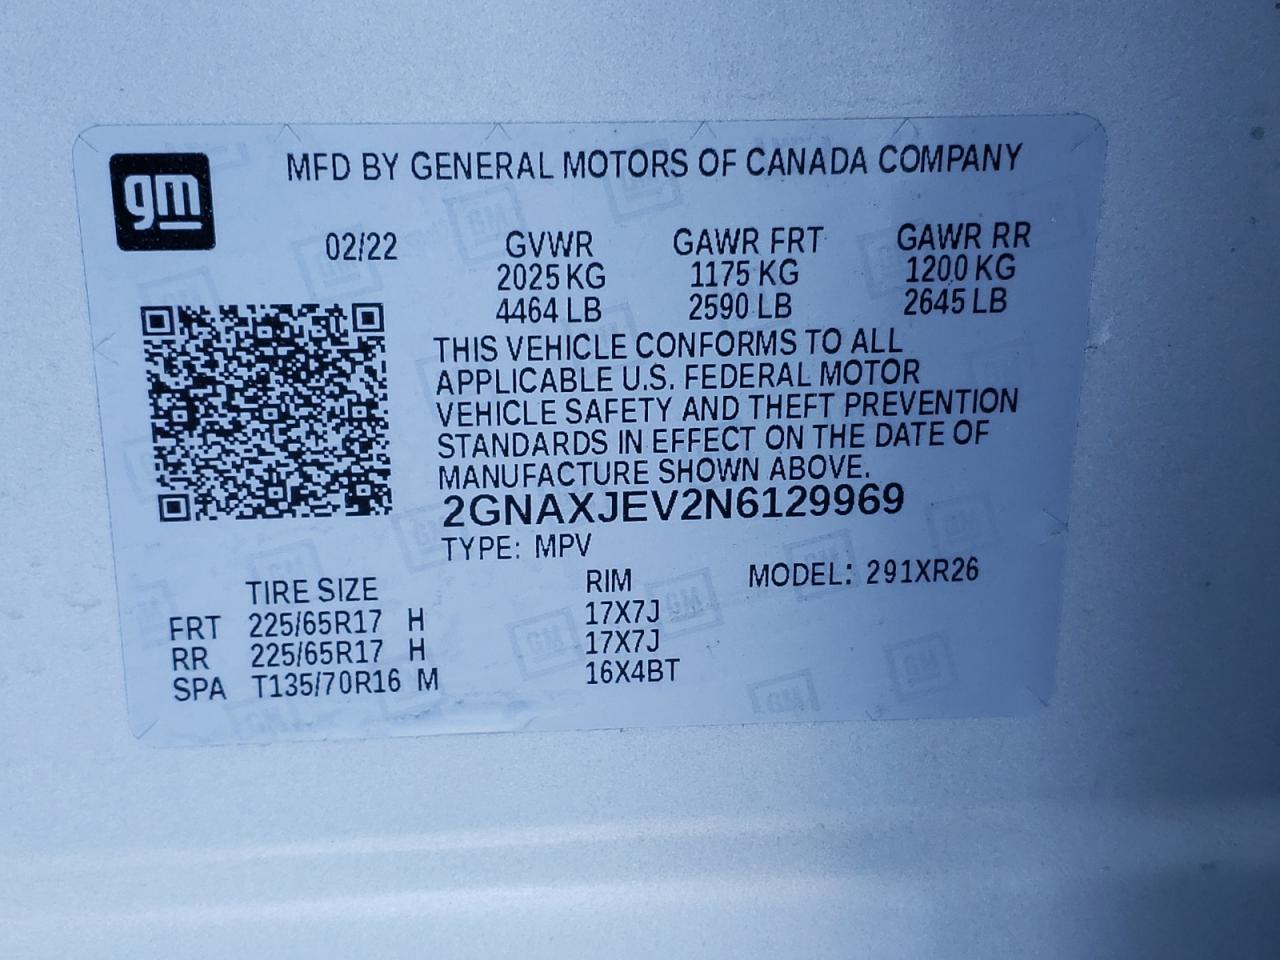 gm
MFD BY GENERAL MOTORS OF CANADA COMPANY
02/22 GVWR GAWR FRT GAWR RR
2025 KG 1175 KG 1200 KG
4464 LB 2590 LB 2645 LB
THIS VEHICLE CONFORMS TO ALL
APPLICABLE U.S. FEDERAL MOTOR
VEHICLE SAFETY AND THEFT PREVENTION
STANDARDS IN EFFECT ON THE DATE OF
MANUFACTURE SHOWN ABOVE.
2GNAXJEV2N6129969
TYPE: MPV
TIRE SIZE RIM MODEL: 291XR26
FRT 225/65R17 H 17X7J
RR 225/65R17 H 17X7J
SPA T135/70R16 M 16X4BT